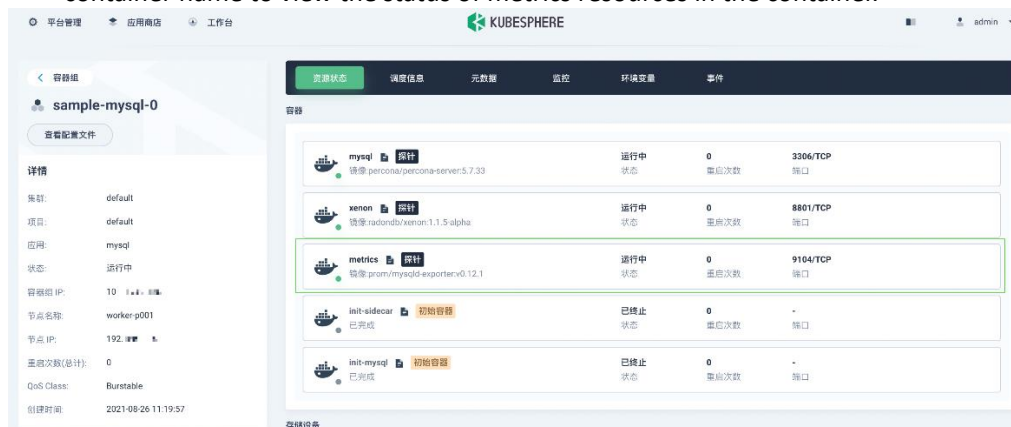 container name to view the status of metrics resources in the container.
平台管理 应用商店 工作台 KUBESPHERE admin
容器组
sample-mysql-0
查看配置文件
详情
集群: default
项目: default
应用: mysql
状态: 运行中
容器组 IP: 10
节点名称: worker-p001
节点 IP: 192.
重启次数(总计): 0
QoS Class: Burstable
创建时间: 2021-08-26 11:19:57
资源状态 调度信息 元数据 监控 环境变量 事件
容器
mysql 探针 运行中 0 3306/TCP
镜像:percona/percona-server:5.7.33 状态 重启次数 端口
xenon 探针 运行中 0 8801/TCP
镜像:radondb/xenon:1.1.5-alpha 状态 重启次数 端口
metrics 探针 运行中 0 9104/TCP
镜像:prom/mysqld-exporter:v0.12.1 状态 重启次数 端口
init-sidecar 初始容器 已终止 0 -
已完成 状态 重启次数 端口
init-mysql 初始容器 已终止 0 -
已完成 状态 重启次数 端口
存储设备